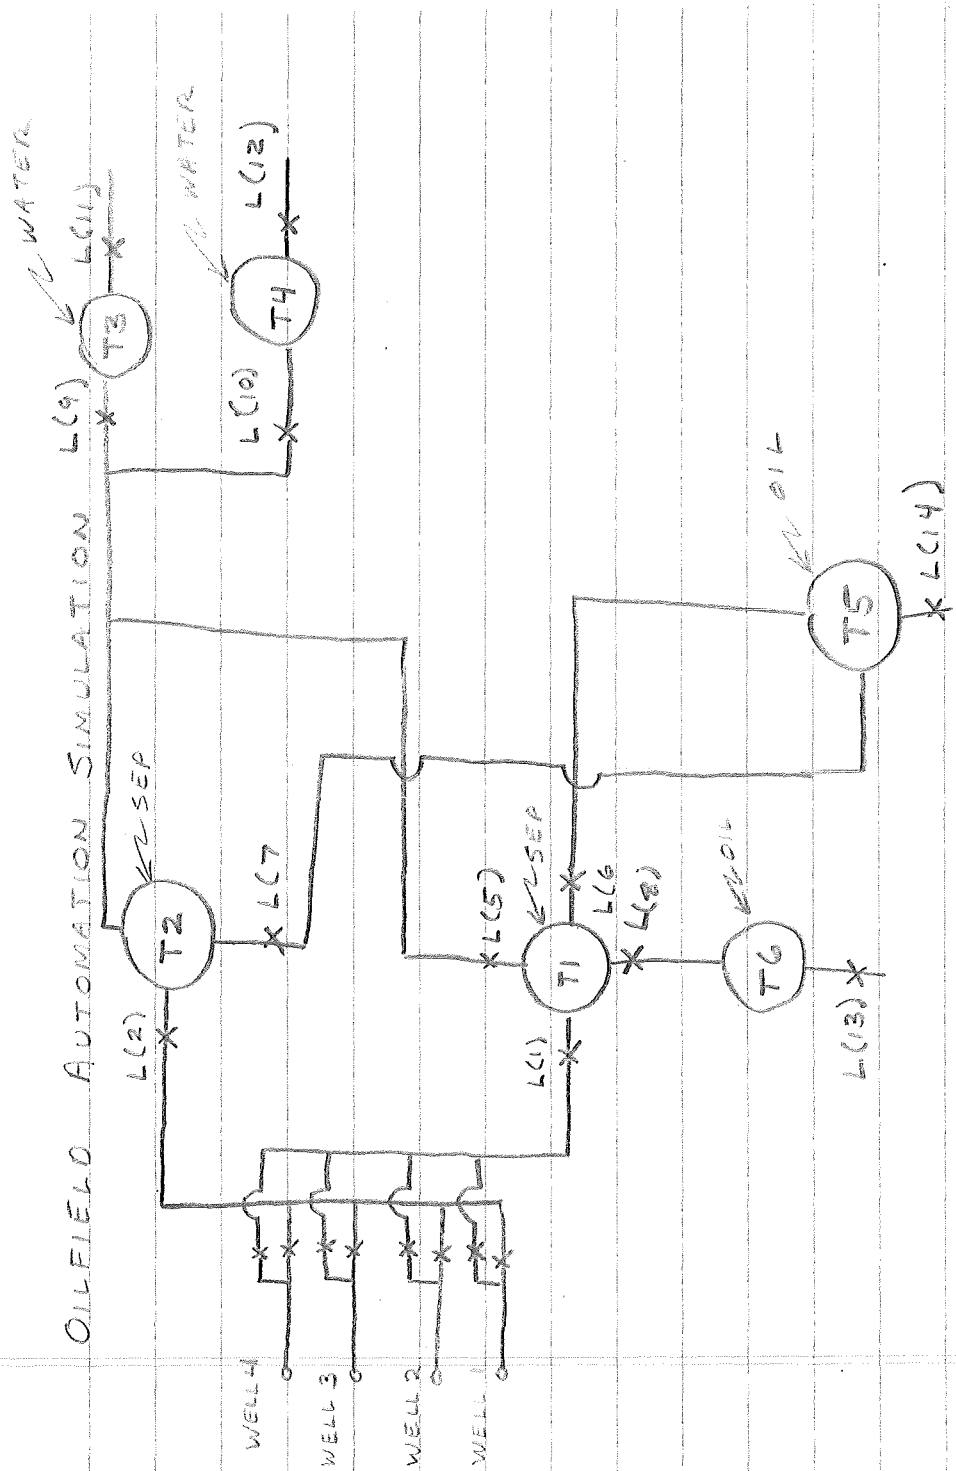 OILFIELD AUTOMATION SIMULATION
WATER
L(9)
L(11)
T3
WATER
L(10)
L(12)
T4
SEP
L(2)
T2
L(7
WELL 4
WELL 3
WELL 2
WELL 1
L(5)
SEP
L(1)
T1
L(6
L(8)
OIL
T6
L(13)
OIL
T5
L(14)